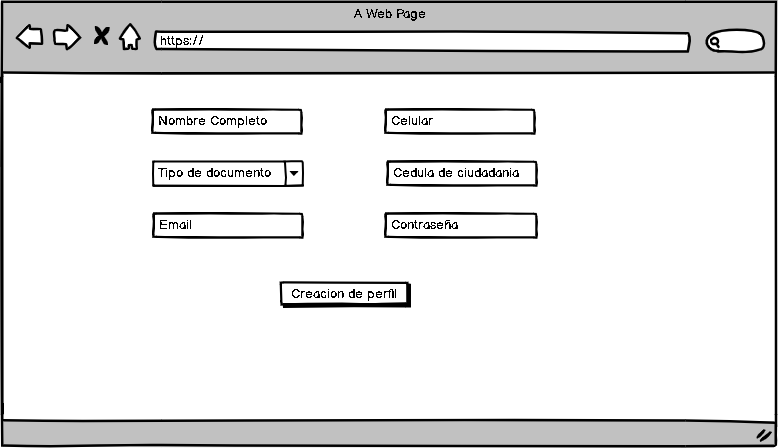 A Web Page
https://
Nombre Completo
Celular
Tipo de documento
Cedula de ciudadania
Email
Contraseña
Creacion de perfil